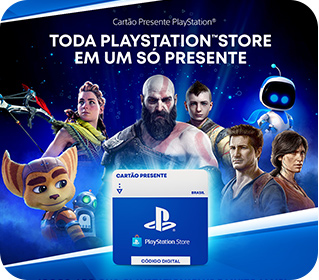 Cartão Presente PlayStation®
TODA PLAYSTATION™STORE
EM UM SÓ PRESENTE
CARTÃO PRESENTE
BRASIL
PlayStation Store
CÓDIGO DIGITAL